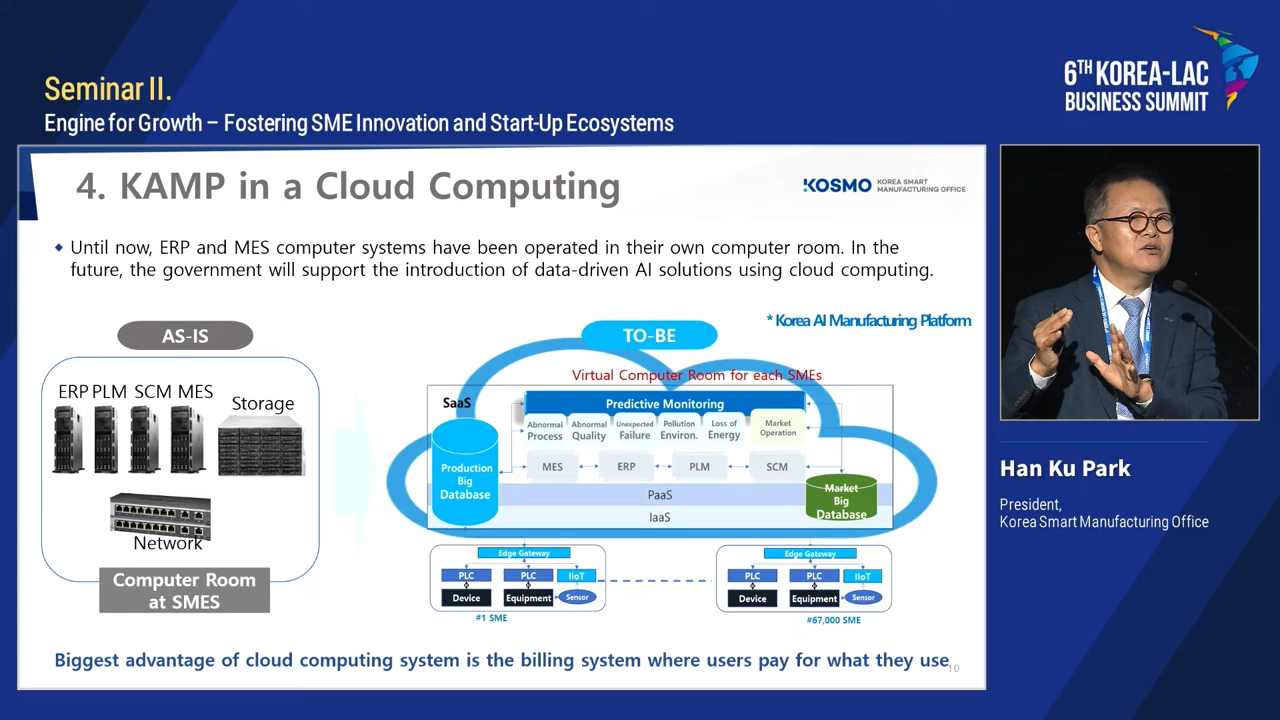 Seminar II.
Engine for Growth – Fostering SME Innovation and Start-Up Ecosystems
6TH KOREA-LAC
BUSINESS SUMMIT
4. KAMP in a Cloud Computing
KOSMO KOREA SMART
MANUFACTURING OFFICE
Until now, ERP and MES computer systems have been operated in their own computer room. In the
future, the government will support the introduction of data-driven AI solutions using cloud computing.
* Korea AI Manufacturing Platform
AS-IS
ERP PLM SCM MES
Storage
Network
Computer Room
at SMES
TO-BE
Virtual Computer Room for each SMEs
SaaS
Predictive Monitoring
Abnormal
Process
Abnormal
Quality
Unexpected
Failure
Pollution
Environ.
Loss of
Energy
Market
Operation
Production
Big
Database
MES
ERP
PLM
SCM
PaaS
IaaS
Market
Big
Database
Edge Gateway
PLC
PLC
IIoT
Device
Equipment
Sensor
#1 SME
Edge Gateway
PLC
PLC
IIoT
Device
Equipment
Sensor
#67,000 SME
Biggest advantage of cloud computing system is the billing system where users pay for what they use
10
Han Ku Park
President,
Korea Smart Manufacturing Office